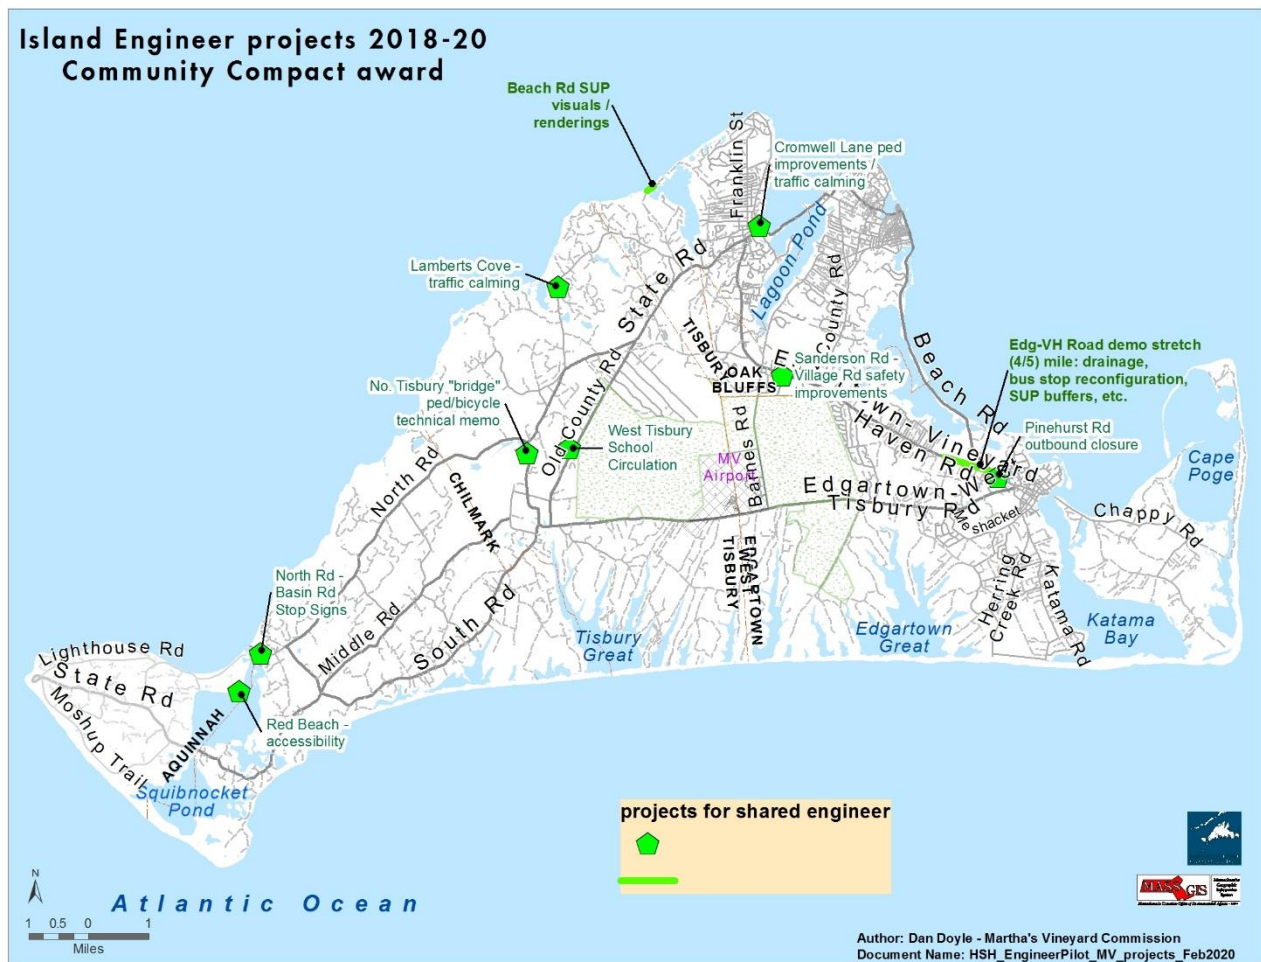 Island Engineer projects 2018-20
Community Compact award
Beach Rd SUP
visuals /
renderings
Franklin St
Cromwell Lane ped
improvements /
traffic calming
Lagoon Pond
State Rd
County Rd
Lamberts Cove -
traffic calming
TISBURY
OAK
BLUFFS
Sanderson Rd -
Village Rd safety
improvements
Beach Rd
Edg-VH Road demo stretch
(4/5) mile: drainage,
bus stop reconfiguration,
SUP buffers, etc.
No. Tisbury "bridge"
ped/bicycle
technical memo
Old County Rd
West Tisbury
School
Circulation
Vineyard
Haven Rd
Pinehurst Rd
outbound closure
Cape
Poge
North Rd
CHILMARK
MV
Airport
Barnes Rd
Edgartown-
Tisbury Rd
Meshacket
Chappy Rd
EDGARTOWN
WEST
TISBURY
North Rd -
Basin Rd
Stop Signs
Middle Rd
South Rd
Tisbury
Great
Edgartown
Great
Herring
Creek Rd
Katama Rd
Katama
Bay
Lighthouse Rd
State Rd
Moshup Trail
AQUINNAH
Red Beach -
accessibility
Squibnocket
Pond
projects for shared engineer
N
Atlantic Ocean
1 0.5 0 1
Miles
MASS GIS
Author: Dan Doyle - Martha's Vineyard Commission
Document Name: HSH_EngineerPilot_MV_projects_Feb2020